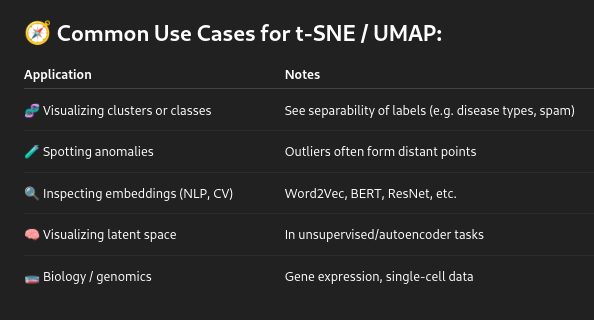 🧭 Common Use Cases for t-SNE / UMAP:
Application Notes
🧬 Visualizing clusters or classes See separability of labels (e.g. disease types, spam)
🧪 Spotting anomalies Outliers often form distant points
🔍 Inspecting embeddings (NLP, CV) Word2Vec, BERT, ResNet, etc.
🧠 Visualizing latent space In unsupervised/autoencoder tasks
🧫 Biology / genomics Gene expression, single-cell data